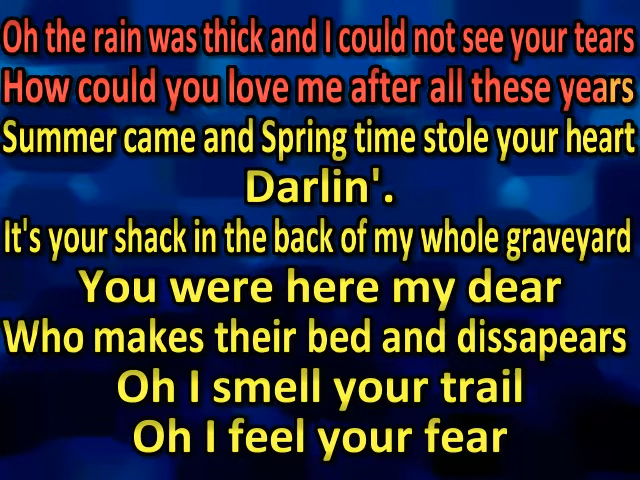 Oh the rain was thick and I could not see your tears
How could you love me after all these years
Summer came and Spring time stole your heart
Darlin'.
It's your shack in the back of my whole graveyard
You were here my dear
Who makes their bed and dissapears
Oh I smell your trail
Oh I feel your fear